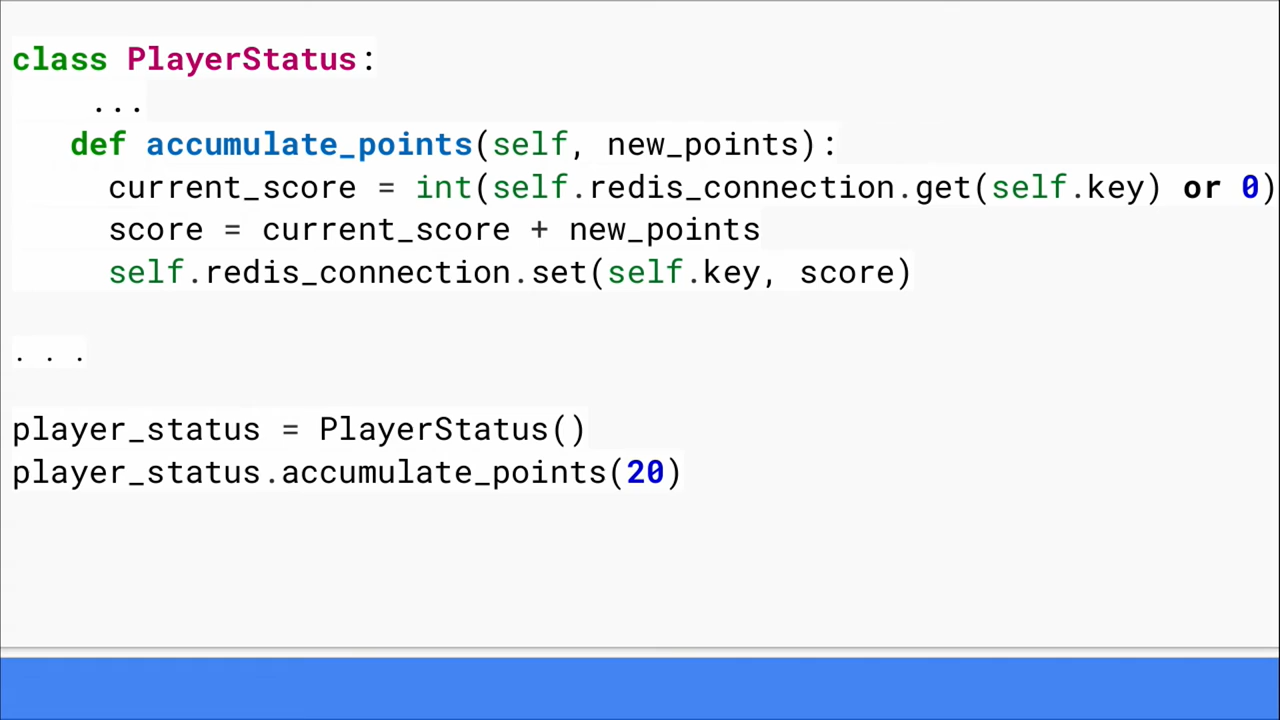 class PlayerStatus:
...
def accumulate_points(self, new_points):
current_score = int(self.redis_connection.get(self.key) or 0)
score = current_score + new_points
self.redis_connection.set(self.key, score)
. . .
player_status = PlayerStatus()
player_status.accumulate_points(20)